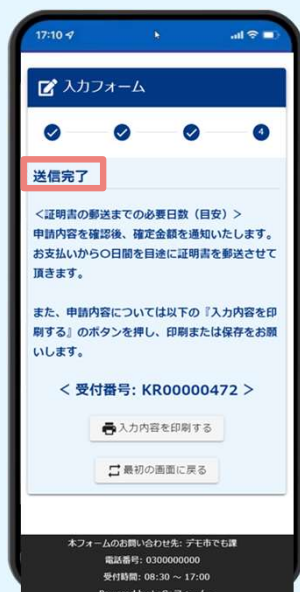 17:10
入力フォーム
4
送信完了
＜証明書の郵送までの必要日数（目安）＞
申請内容を確認後、確定金額を通知いたします。
お支払いから〇日間を目途に証明書を郵送させて
頂きます。
また、申請内容については以下の『入力内容を印
刷する』のボタンを押し、印刷または保存をお願
いします。
＜ 受付番号: KR00000472 ＞
入力内容を印刷する
最初の画面に戻る
本フォームのお問い合わせ先: デモ市でも課
電話番号: 0300000000
受付時間: 08:30 ～ 17:00